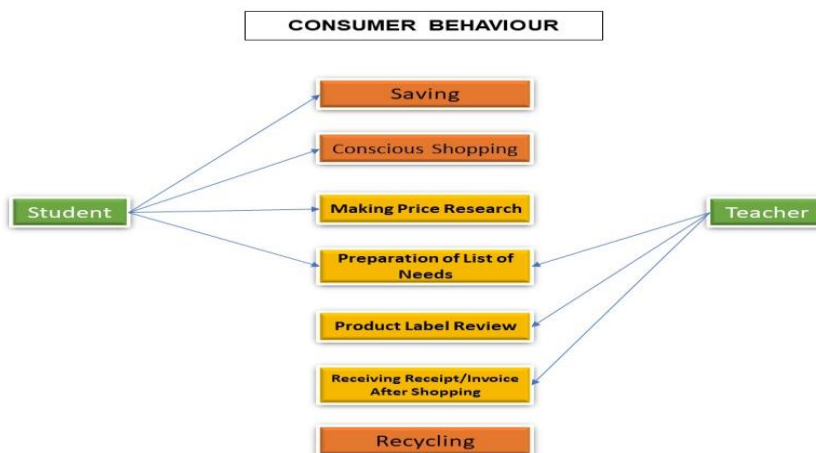 CONSUMER BEHAVIOUR
Saving
Conscious Shopping
Student
Making Price Research
Teacher
Preparation of List of
Needs
Product Label Review
Receiving Receipt/Invoice
After Shopping
Recycling